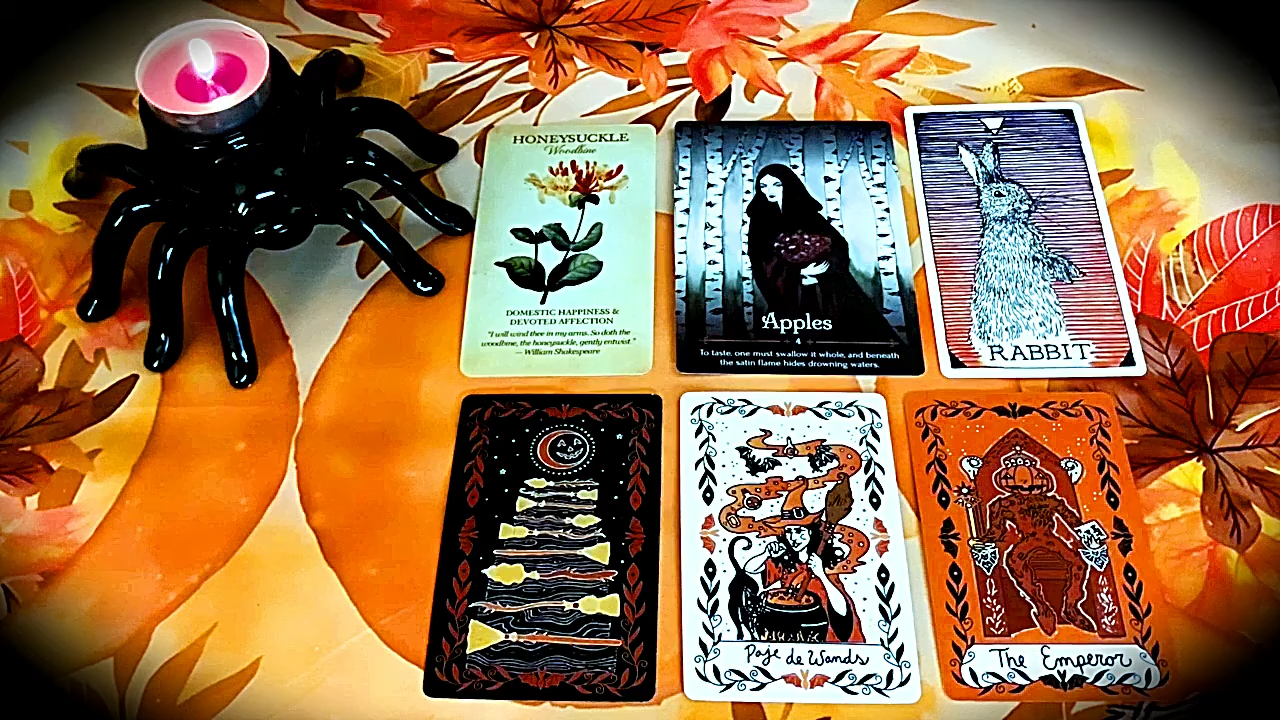 HONEYSUCKLE
Woodbine
DOMESTIC HAPPINESS &
DEVOTED AFFECTION
"I will wind thee in my arms. So doth the
woodbine, the honeysuckle, gently entwist."
— William Shakespeare
Apples
4
To taste, one must swallow it whole, and beneath
the satin flame hides drowning waters.
RABBIT
Paje de Wands
The Emperor